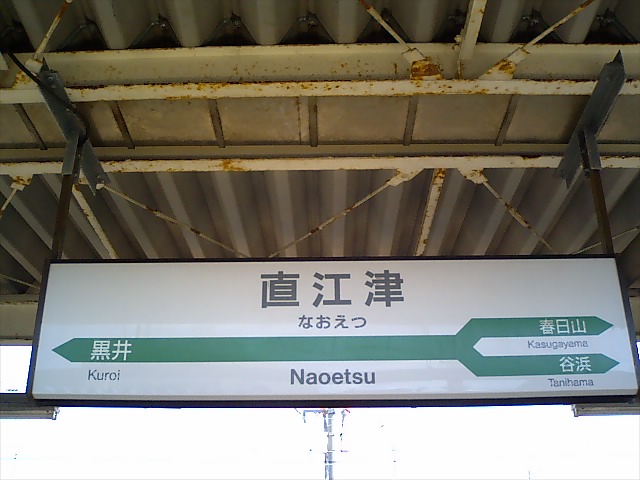 直江津
なおえつ
黒井
Kuroi
Naoetsu
春日山
Kasugayama
谷浜
Tanihama